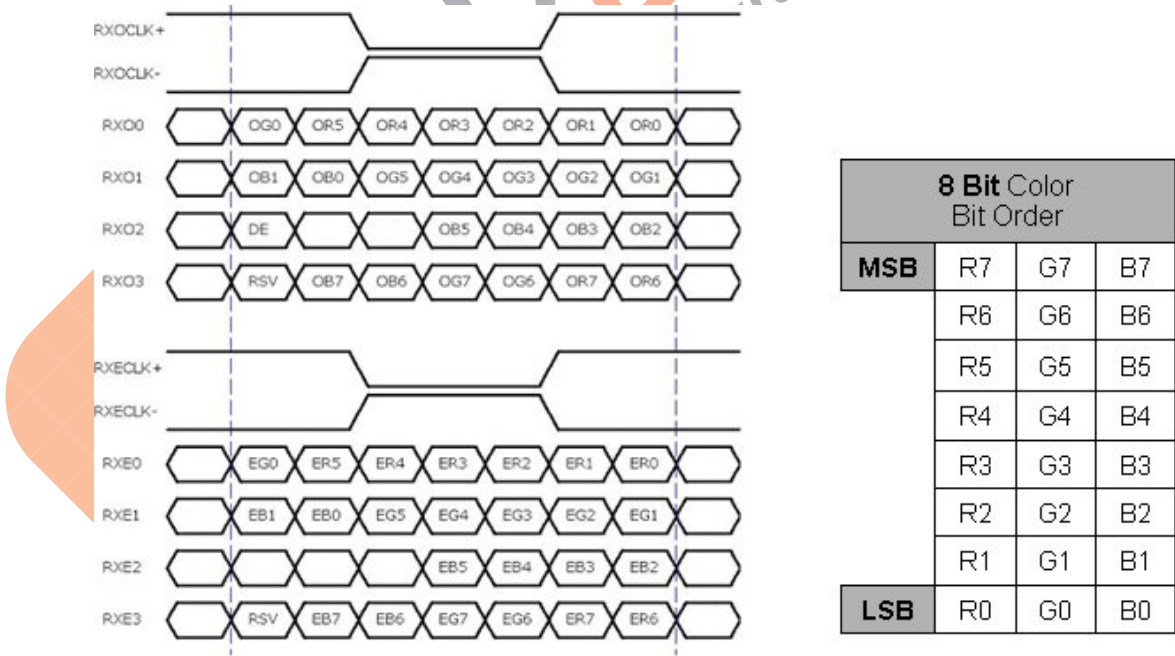 RXOCLK+
RXOCLK-
RXO0 OG0 OR5 OR4 OR3 OR2 OR1 OR0
RXO1 OB1 OB0 OG5 OG4 OG3 OG2 OG1
RXO2 DE OB5 OB4 OB3 OB2
RXO3 RSV OB7 OB6 OG7 OG6 OR7 OR6
RXECLK+
RXECLK-
RXE0 EG0 ER5 ER4 ER3 ER2 ER1 ER0
RXE1 EB1 EB0 EG5 EG4 EG3 EG2 EG1
RXE2 EB5 EB4 EB3 EB2
RXE3 RSV EB7 EB6 EG7 EG6 ER7 ER6
8 Bit Color
Bit Order
MSB R7 G7 B7
R6 G6 B6
R5 G5 B5
R4 G4 B4
R3 G3 B3
R2 G2 B2
R1 G1 B1
LSB R0 G0 B0